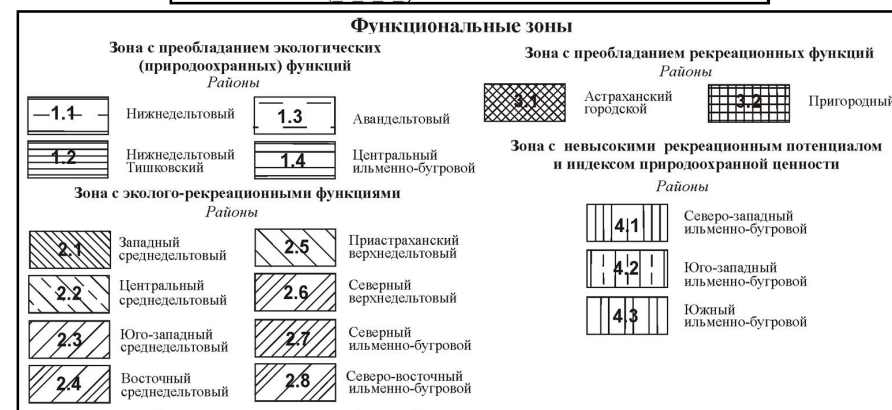 Функциональные зоны
Зона с преобладанием экологических
(природоохранных) функций
Районы
1.1
Нижнедельтовый
1.3
Авандельтовый
1.2
Нижнедельтовый
Тишковский
1.4
Центральный
ильменно-бугровой
Зона с эколого-рекреационными функциями
Районы
2.1
Западный
среднедельтовый
2.5
Приастраханский
верхнедельтовый
2.2
Центральный
среднедельтовый
2.6
Северный
верхнедельтовый
2.3
Юго-западный
среднедельтовый
2.7
Северный
ильменно-бугровой
2.4
Восточный
среднедельтовый
2.8
Северо-восточный
ильменно-бугровой
Зона с преобладанием рекреационных функций
Районы
3.1
Астраханский
городской
3.2
Пригородный
Зона с невысокими рекреационным потенциалом
и индексом природоохранной ценности
Районы
4.1
Северо-западный
ильменно-бугровой
4.2
Юго-западный
ильменно-бугровой
4.3
Южный
ильменно-бугровой